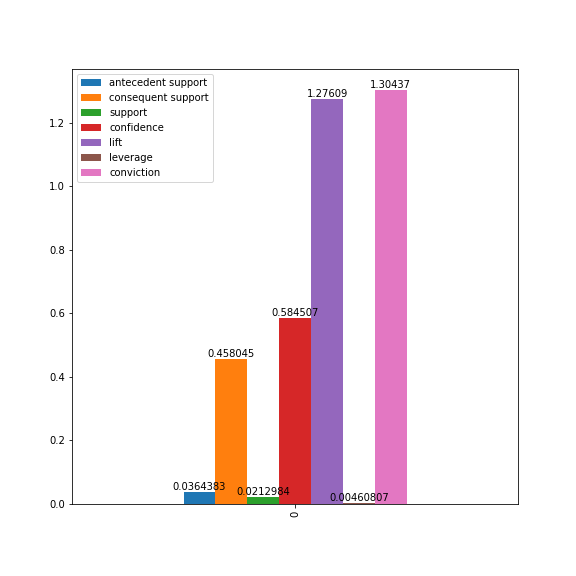 antecedent support
consequent support
support
confidence
lift
leverage
conviction
1.30437
1.27609
0.584507
0.458045
0.0364383
0.0212984
0.00460807
1.2
1.0
0.8
0.6
0.4
0.2
0.0
0